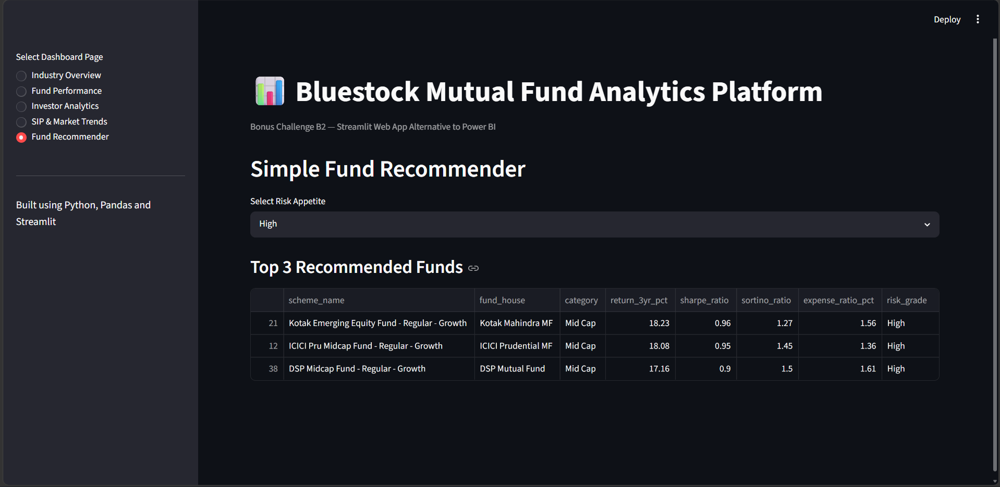 Deploy
Select Dashboard Page
Industry Overview
Fund Performance
Investor Analytics
SIP & Market Trends
Fund Recommender
Built using Python, Pandas and
Streamlit
Bluestock Mutual Fund Analytics Platform
Bonus Challenge B2 — Streamlit Web App Alternative to Power BI
Simple Fund Recommender
Select Risk Appetite
High
Top 3 Recommended Funds
scheme_name fund_house category return_3yr_pct sharpe_ratio sortino_ratio expense_ratio_pct risk_grade
21 Kotak Emerging Equity Fund - Regular - Growth Kotak Mahindra MF Mid Cap 18.23 0.96 1.27 1.56 High
12 ICICI Pru Midcap Fund - Regular - Growth ICICI Prudential MF Mid Cap 18.08 0.95 1.45 1.36 High
38 DSP Midcap Fund - Regular - Growth DSP Mutual Fund Mid Cap 17.16 0.9 1.5 1.61 High